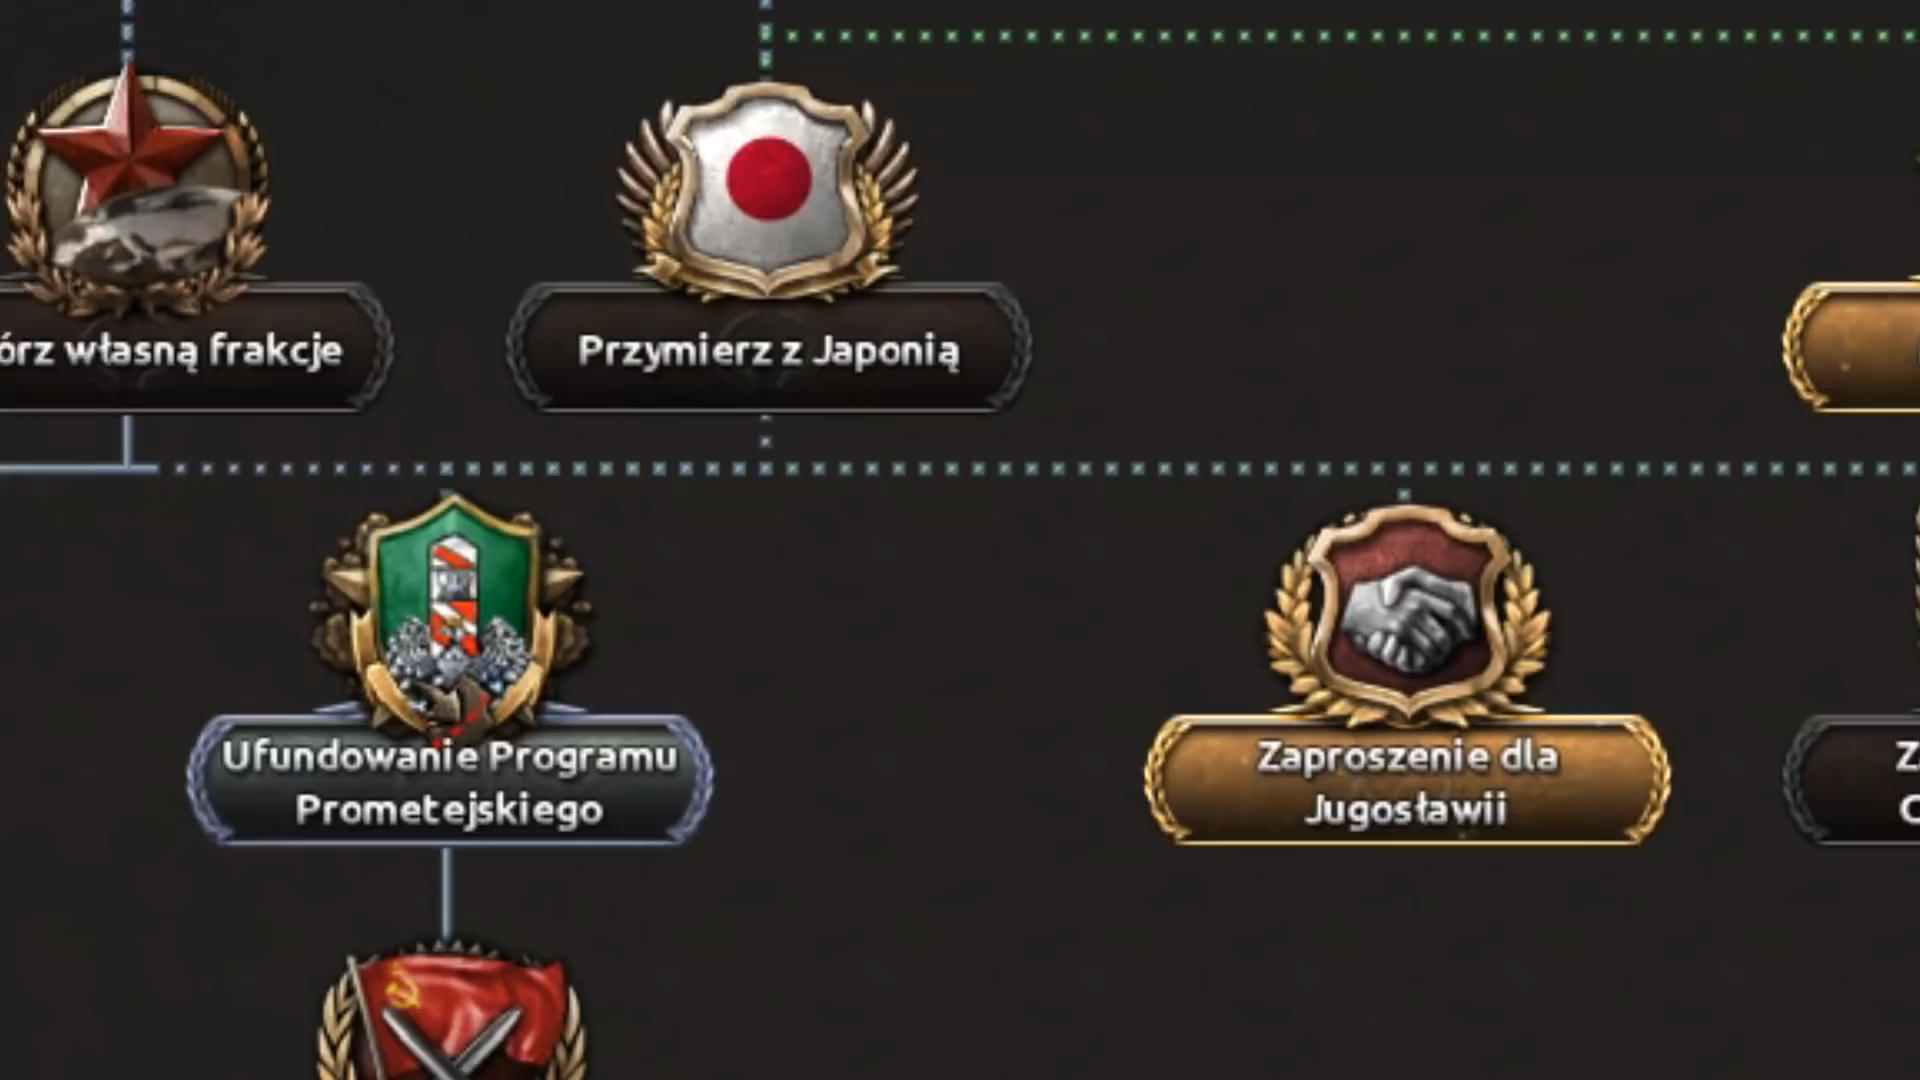 órz własną frakcje
Przymierz z Japonią
Ufundowanie Programu
Prometejskiego
Zaproszenie dla
Jugosławii